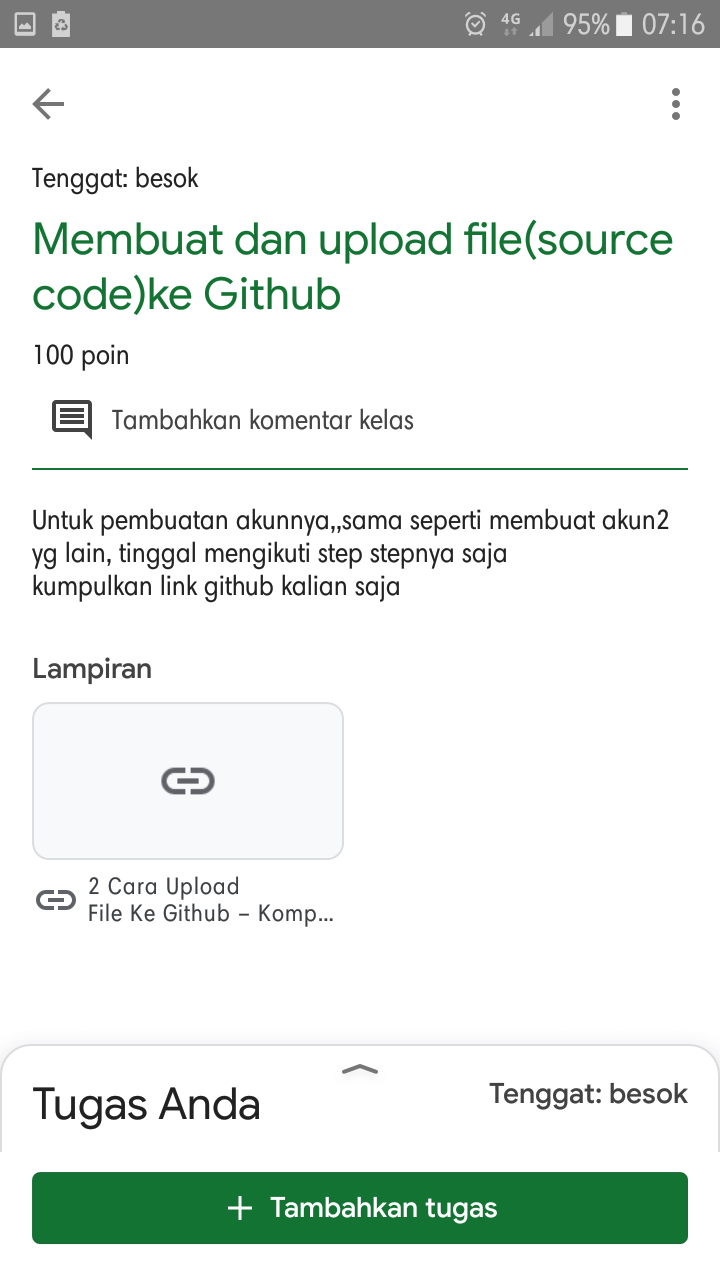 4G 95% 07:16
Tenggat: besok
Membuat dan upload file(source
code)ke Github
100 poin
Tambahkan komentar kelas
Untuk pembuatan akunnya,,sama seperti membuat akun2
yg lain, tinggal mengikuti step stepnya saja
kumpulkan link github kalian saja
Lampiran
2 Cara Upload
File Ke Github – Komp...
Tugas Anda
Tenggat: besok
+ Tambahkan tugas